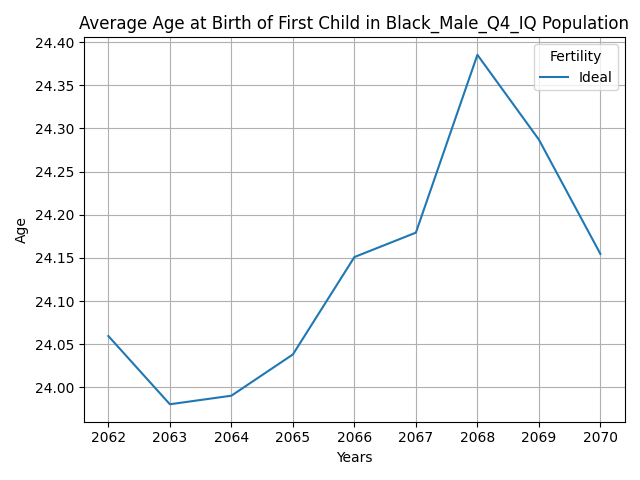 Average Age at Birth of First Child in Black_Male_Q4_IQ Population
Fertility
Ideal
24.40
24.35
24.30
24.25
24.20
24.15
24.10
24.05
24.00
Age
2062 2063 2064 2065 2066 2067 2068 2069 2070
Years